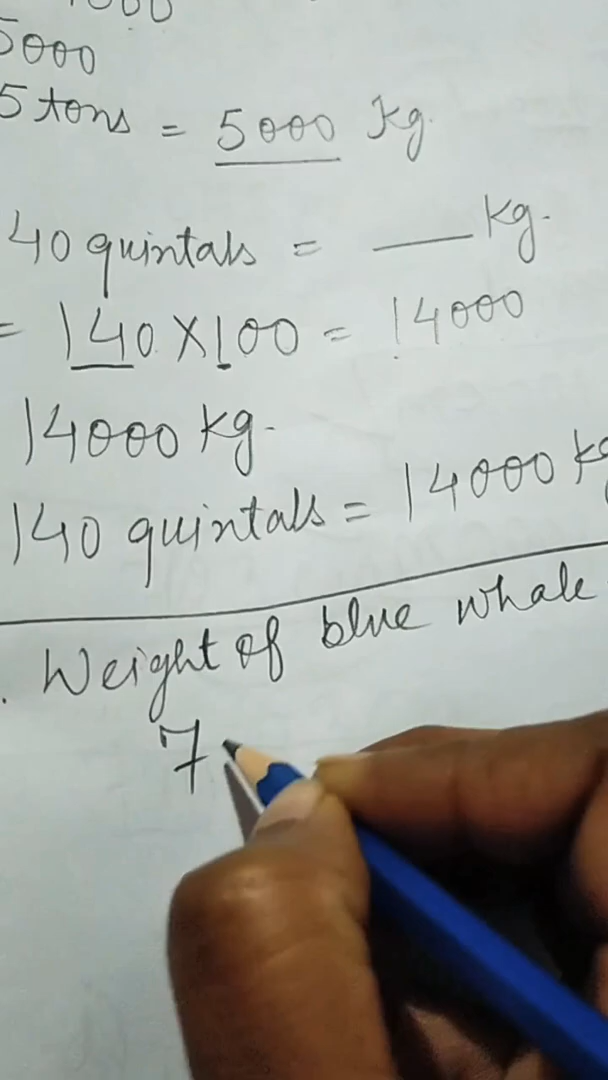 5000
5 tons = 5000 kg.
40 quintals = ___ kg.
= 140 X 100 = 14000
14000 kg.
140 quintals = 14000 kg
. Weight of blue whale
7